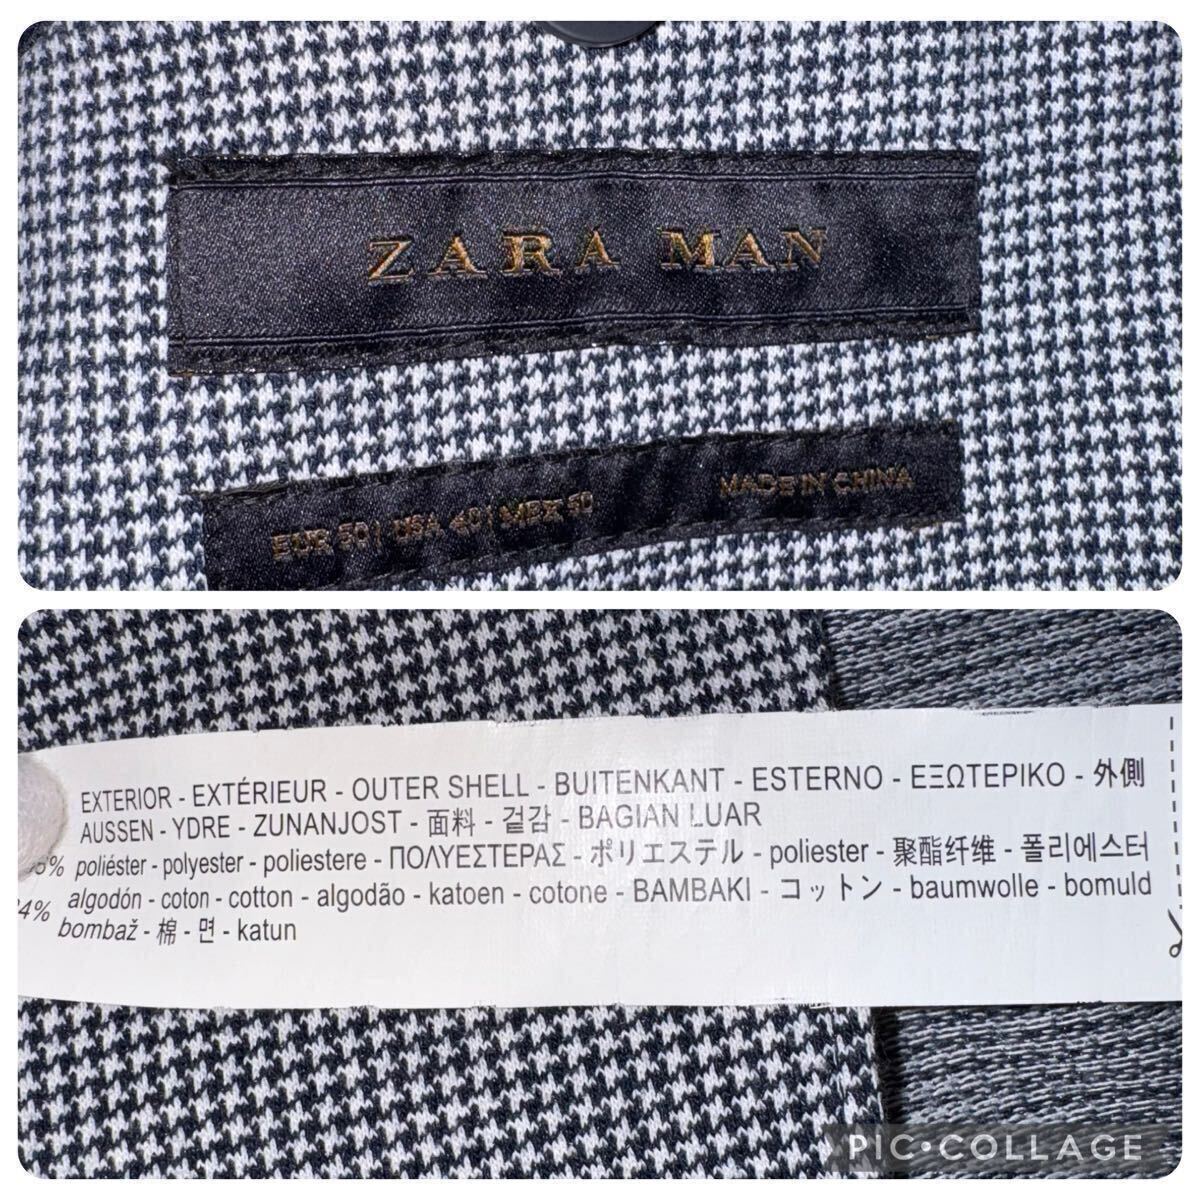 ZARA MAN
EUR 50 / USA 40 / MEX 50 MADE IN CHINA
EXTERIOR - EXTÉRIEUR - OUTER SHELL - BUITENKANT - ESTERNO - ΕΞΩΤΕΡΙΚΟ - 外側
AUSSEN - YDRE - ZUNANJOST - 面料 - 겉감 - BAGIAN LUAR
poliéster - polyester - poliestere - ΠΟΛΥΕΣΤΕΡΑΣ - ポリエステル - poliester - 聚酯纤维 - 폴리에스터
4% algodón - coton - cotton - algodão - katoen - cotone - ΒΑΜΒΑΚΙ - コットン - baumwolle - bomuld
bombaž - 棉 - 면 - katun
PIC•COLLAGE